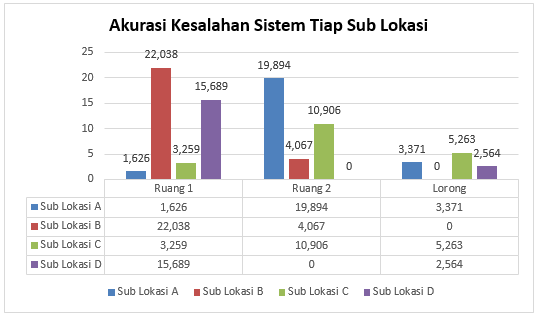 Akurasi Kesalahan Sistem Tiap Sub Lokasi
25
20
15
10
5
0
1,626 22,038 3,259 15,689
19,894 4,067 10,906 0
3,371 0 5,263 2,564
Ruang 1 Ruang 2 Lorong
Sub Lokasi A 1,626 19,894 3,371
Sub Lokasi B 22,038 4,067 0
Sub Lokasi C 3,259 10,906 5,263
Sub Lokasi D 15,689 0 2,564
Sub Lokasi A Sub Lokasi B Sub Lokasi C Sub Lokasi D